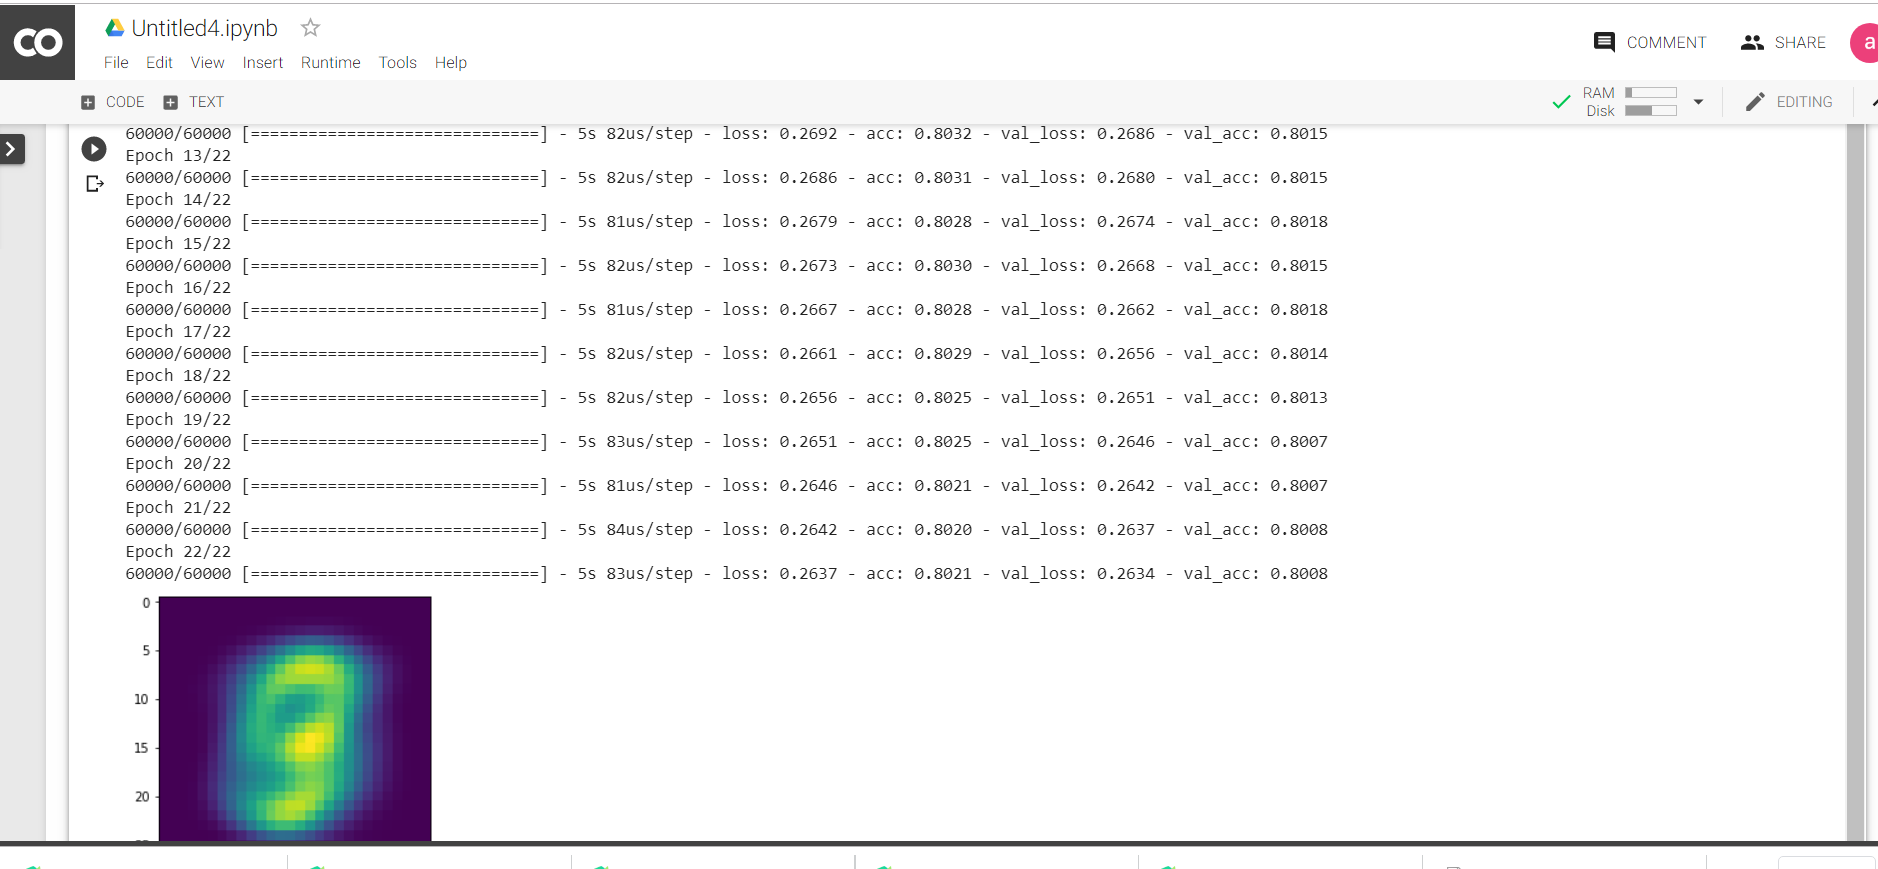 CO Untitled4.ipynb
COMMENT SHARE a
File Edit View Insert Runtime Tools Help
CODE TEXT
RAM
Disk
EDITING
60000/60000 [==============================] - 5s 82us/step - loss: 0.2692 - acc: 0.8032 - val_loss: 0.2686 - val_acc: 0.8015
Epoch 13/22
60000/60000 [==============================] - 5s 82us/step - loss: 0.2686 - acc: 0.8031 - val_loss: 0.2680 - val_acc: 0.8015
Epoch 14/22
60000/60000 [==============================] - 5s 81us/step - loss: 0.2679 - acc: 0.8028 - val_loss: 0.2674 - val_acc: 0.8018
Epoch 15/22
60000/60000 [==============================] - 5s 82us/step - loss: 0.2673 - acc: 0.8030 - val_loss: 0.2668 - val_acc: 0.8015
Epoch 16/22
60000/60000 [==============================] - 5s 81us/step - loss: 0.2667 - acc: 0.8028 - val_loss: 0.2662 - val_acc: 0.8018
Epoch 17/22
60000/60000 [==============================] - 5s 82us/step - loss: 0.2661 - acc: 0.8029 - val_loss: 0.2656 - val_acc: 0.8014
Epoch 18/22
60000/60000 [==============================] - 5s 82us/step - loss: 0.2656 - acc: 0.8025 - val_loss: 0.2651 - val_acc: 0.8013
Epoch 19/22
60000/60000 [==============================] - 5s 83us/step - loss: 0.2651 - acc: 0.8025 - val_loss: 0.2646 - val_acc: 0.8007
Epoch 20/22
60000/60000 [==============================] - 5s 81us/step - loss: 0.2646 - acc: 0.8021 - val_loss: 0.2642 - val_acc: 0.8007
Epoch 21/22
60000/60000 [==============================] - 5s 84us/step - loss: 0.2642 - acc: 0.8020 - val_loss: 0.2637 - val_acc: 0.8008
Epoch 22/22
60000/60000 [==============================] - 5s 83us/step - loss: 0.2637 - acc: 0.8021 - val_loss: 0.2634 - val_acc: 0.8008
0
5
10
15
20